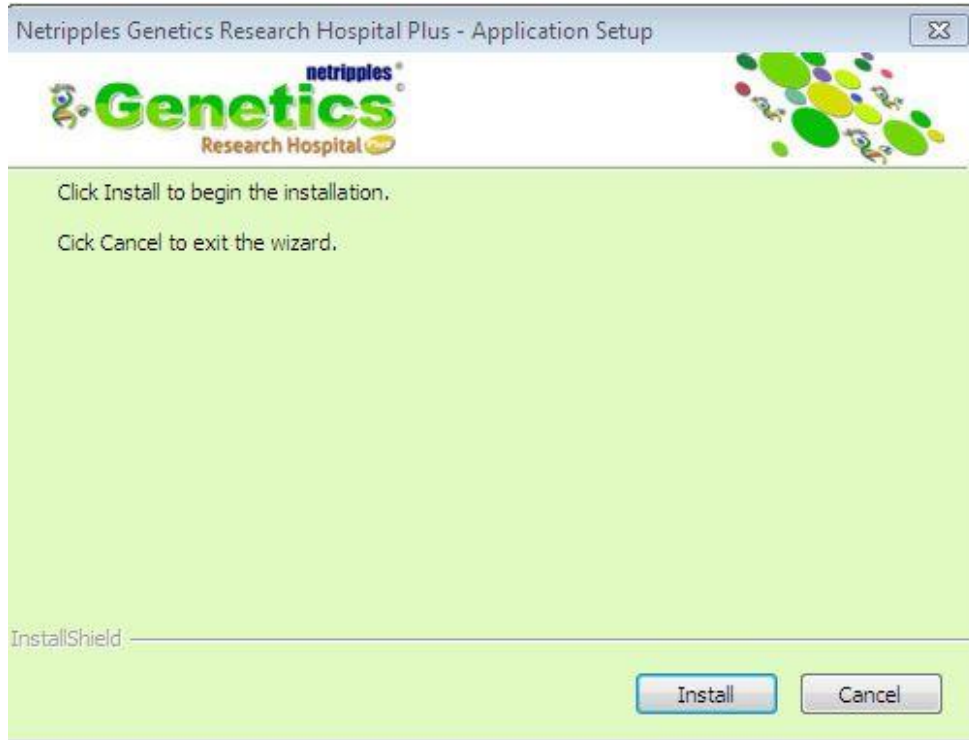 Netripples Genetics Research Hospital Plus - Application Setup
netripples®
Genetics
Research Hospital Plus
Click Install to begin the installation.
Cick Cancel to exit the wizard.
InstallShield
Install Cancel